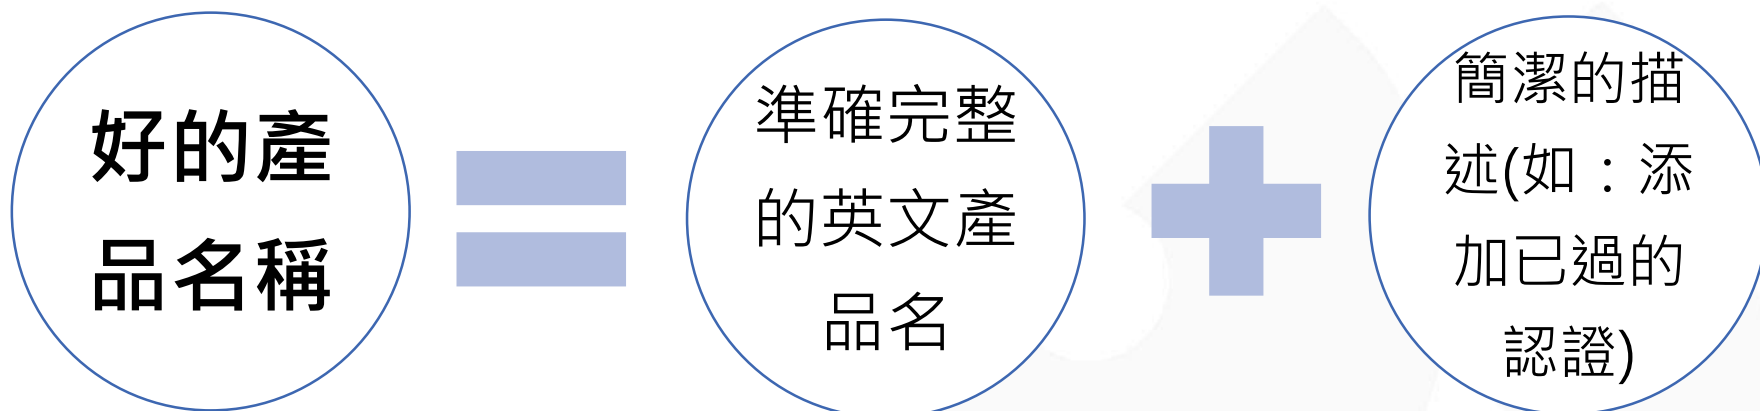 好的產
品名稱
準確完整
的英文產
品名
簡潔的描
述(如：添
加已過的
認證)